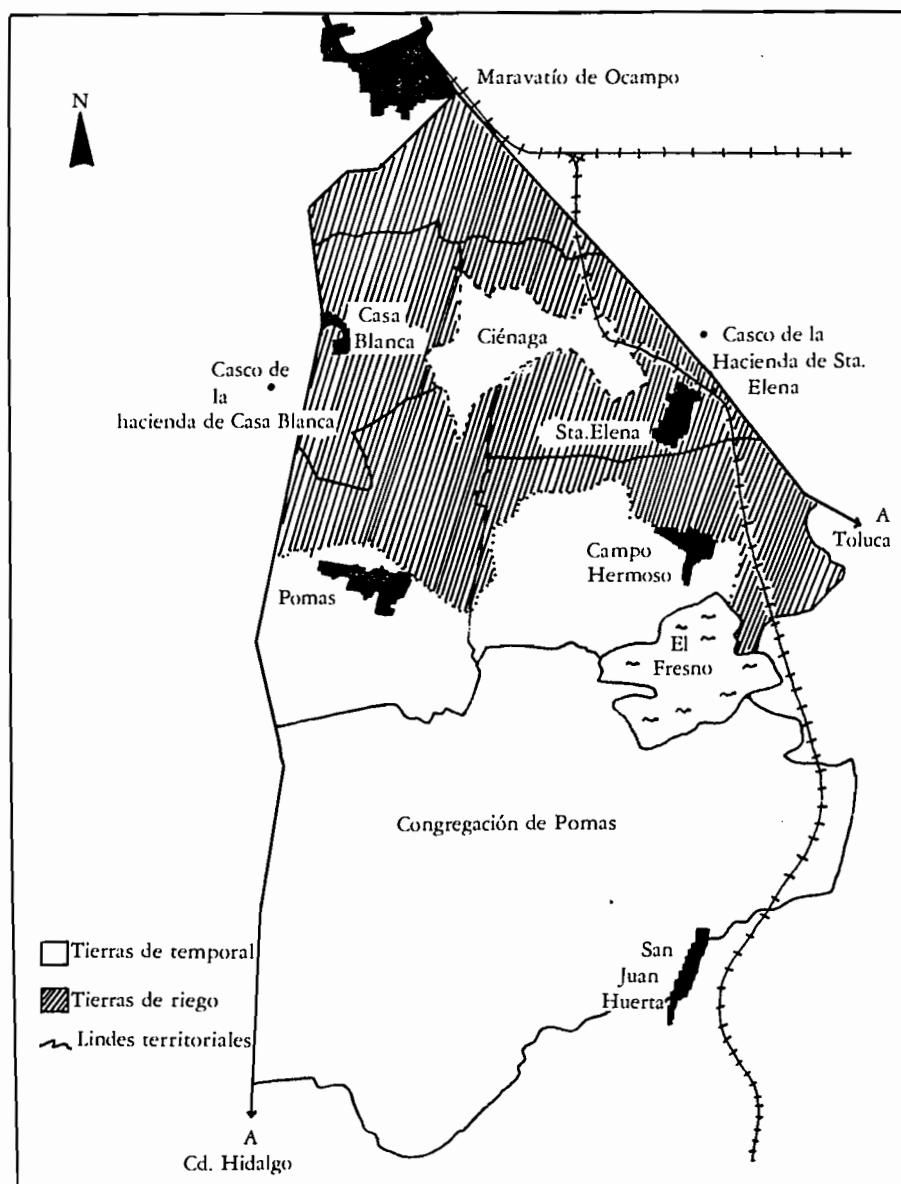 Maravatío de Ocampo
N
Casa
Blanca
Ciénaga
Casco de la
Hacienda de Sta.
Elena
Casco de
la
hacienda de Casa Blanca
Sta. Elena
A
Toluca
Campo
Hermoso
Pomas
El
Fresno
Congregación de Pomas
Tierras de temporal
San
Juan
Huerta
Tierras de riego
Lindes territoriales
A
Cd. Hidalgo